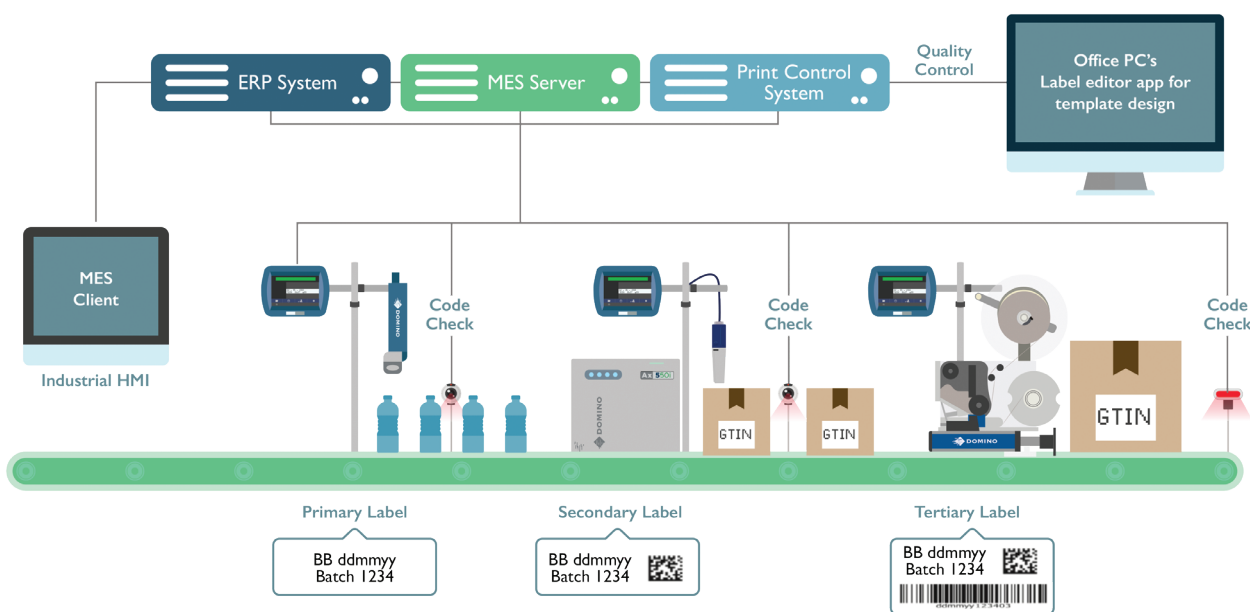 ERP System
MES Server
Print Control
System
Quality
Control
Office PC's
Label editor app for
template design
MES
Client
Industrial HMI
DOMINO
Code
Check
DOMINO
GTIN
Code
Check
GTIN
DOMINO
GTIN
Code
Check
Primary Label
BB ddmmyy
Batch 1234
Secondary Label
BB ddmmyy
Batch 1234
Tertiary Label
BB ddmmyy
Batch 1234
ddmmyy123403